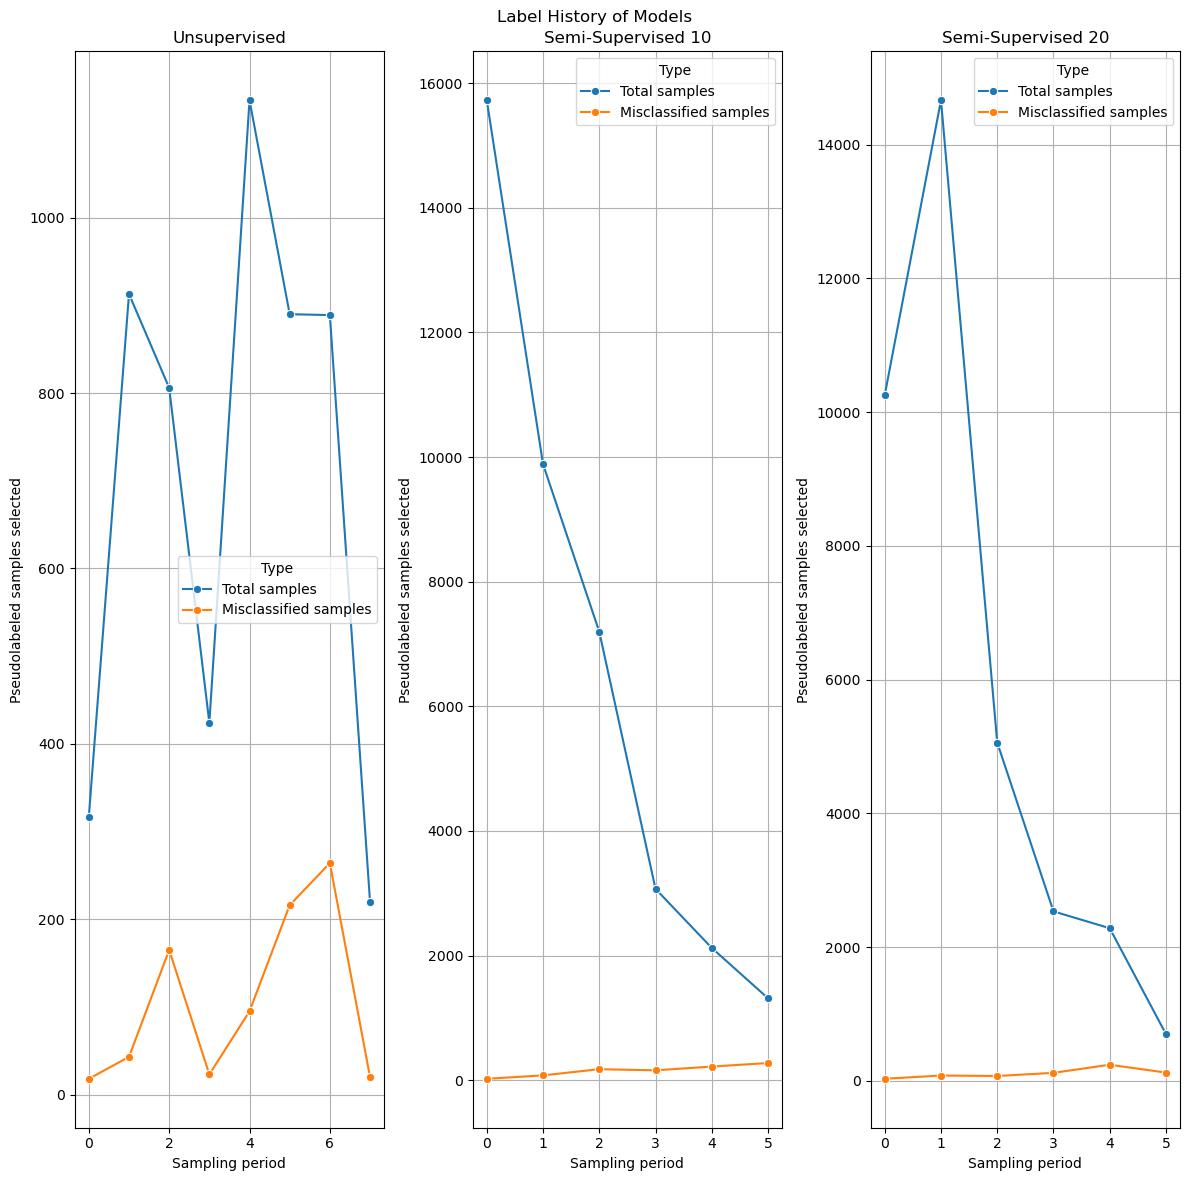 Label History of Models
Unsupervised
Pseudolabeled samples selected
1000
800
600
400
200
0
Type
Total samples
Misclassified samples
0 2 4 6
Sampling period
Semi-Supervised 10
Pseudolabeled samples selected
16000
14000
12000
10000
8000
6000
4000
2000
0
Type
Total samples
Misclassified samples
0 1 2 3 4 5
Sampling period
Semi-Supervised 20
Pseudolabeled samples selected
14000
12000
10000
8000
6000
4000
2000
0
Type
Total samples
Misclassified samples
0 1 2 3 4 5
Sampling period